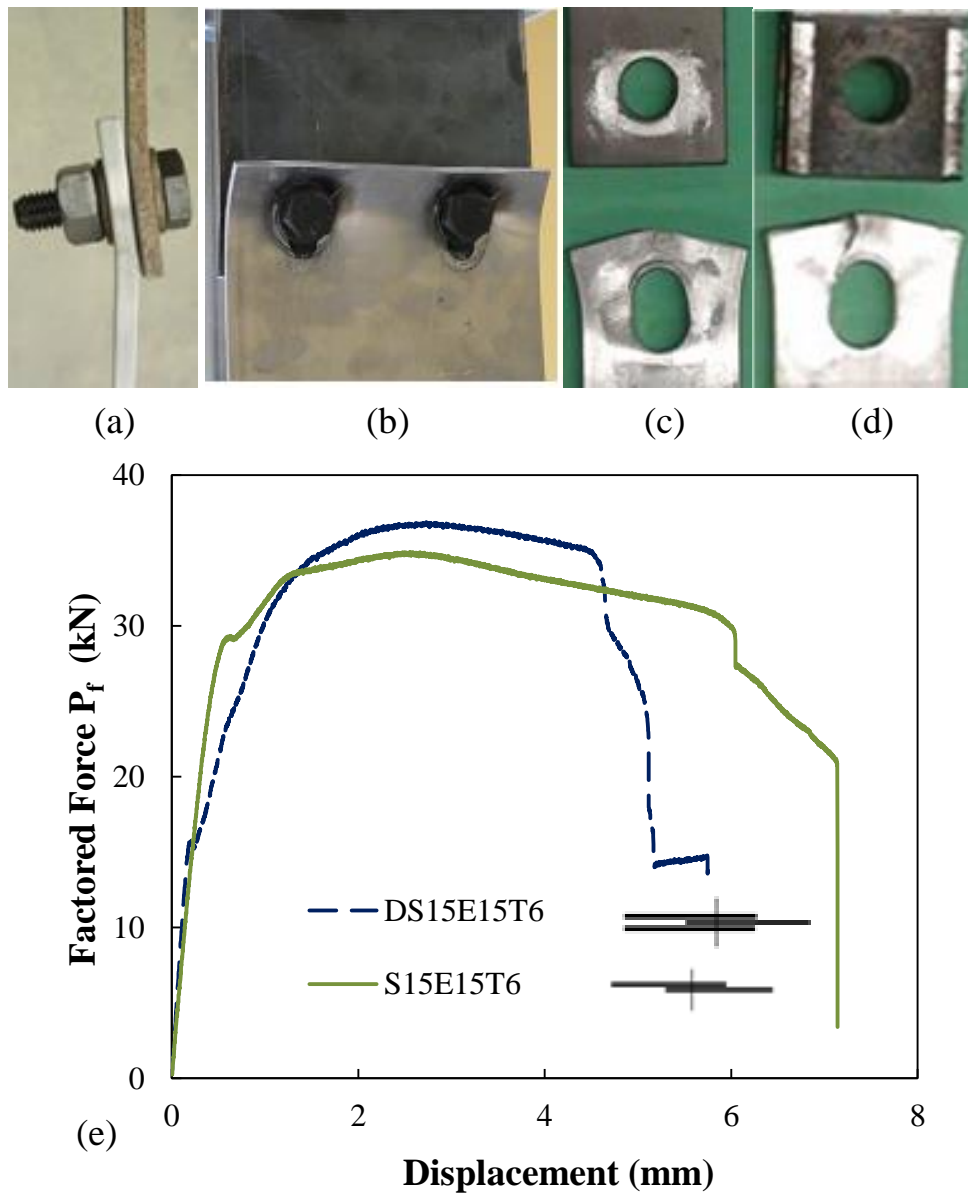 (a)
(b)
(c)
(d)
40
30
20
10
0
Factored Force Pf (kN)
DS15E15T6
S15E15T6
0
2
4
6
8
(e)
Displacement (mm)